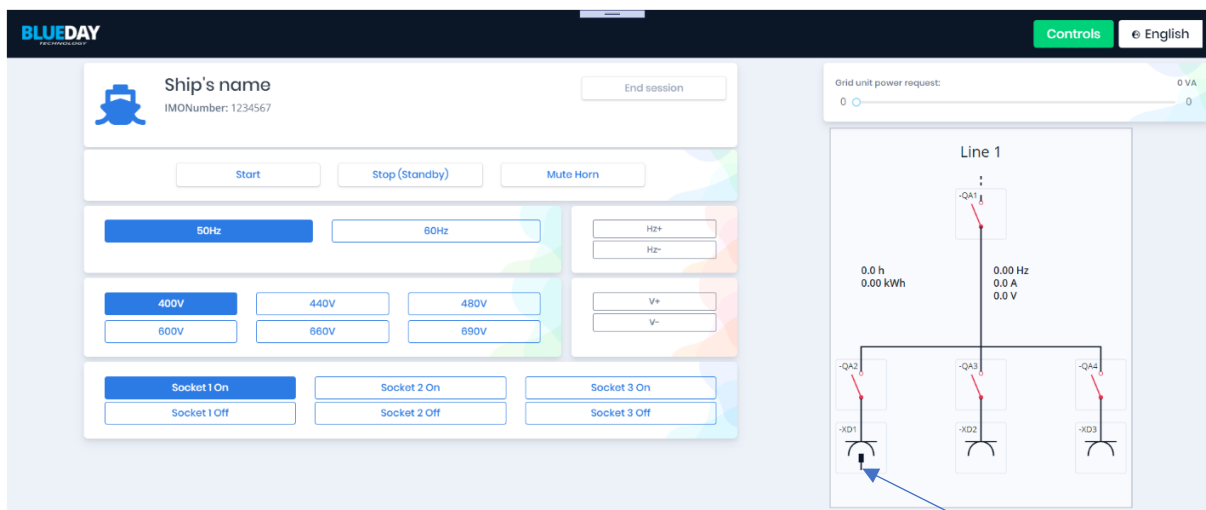 BLUEDAY
TECHNOLOGY
Controls
English
Ship's name
IMONumber: 1234567
End session
Start
Stop (Standby)
Mute Horn
50Hz
60Hz
Hz+
Hz-
400V
440V
480V
600V
660V
690V
V+
V-
Socket 1 On
Socket 2 On
Socket 3 On
Socket 1 Off
Socket 2 Off
Socket 3 Off
Grid unit power request:
0 VA
0
0
Line 1
-QA1
0.0 h
0.00 kWh
0.00 Hz
0.0 A
0.0 V
-QA2
-QA3
-QA4
-XD1
-XD2
-XD3